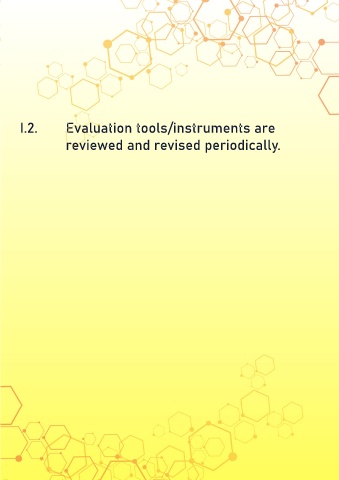 I.2. Evaluation tools/instruments are
reviewed and revised periodically.